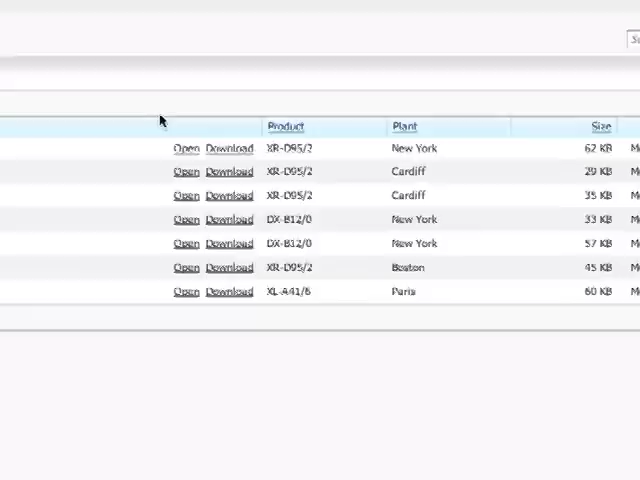 Product Plant Size
Open Download XR-D95/2 New York 62 KB
Open Download XR-D95/2 Cardiff 29 KB
Open Download XR-D95/2 Cardiff 35 KB
Open Download DX-B12/0 New York 33 KB
Open Download DX-B12/0 New York 57 KB
Open Download XR-D95/2 Boston 45 KB
Open Download XL-A41/6 Paris 60 KB